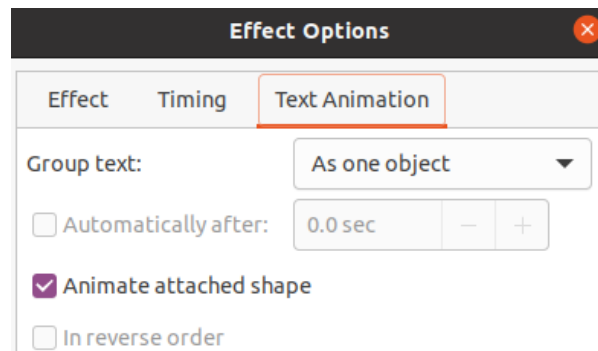 Effect Options
Effect Timing Text Animation
Group text: As one object
Automatically after: 0.0 sec
Animate attached shape
In reverse order